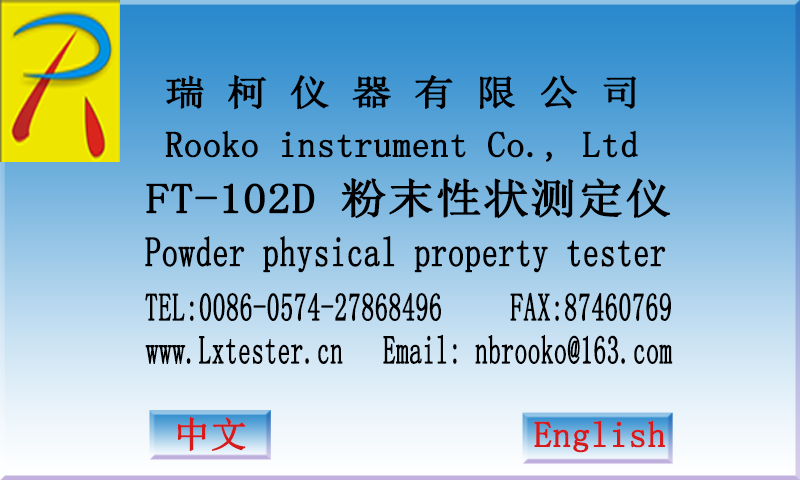 瑞柯仪器有限公司
Rooko instrument Co., Ltd
FT-102D 粉末性状测定仪
Powder physical property tester
TEL:0086-0574-27868496 FAX:87460769
www.Lxtester.cn Email: nbrooko@163.com
中文 English